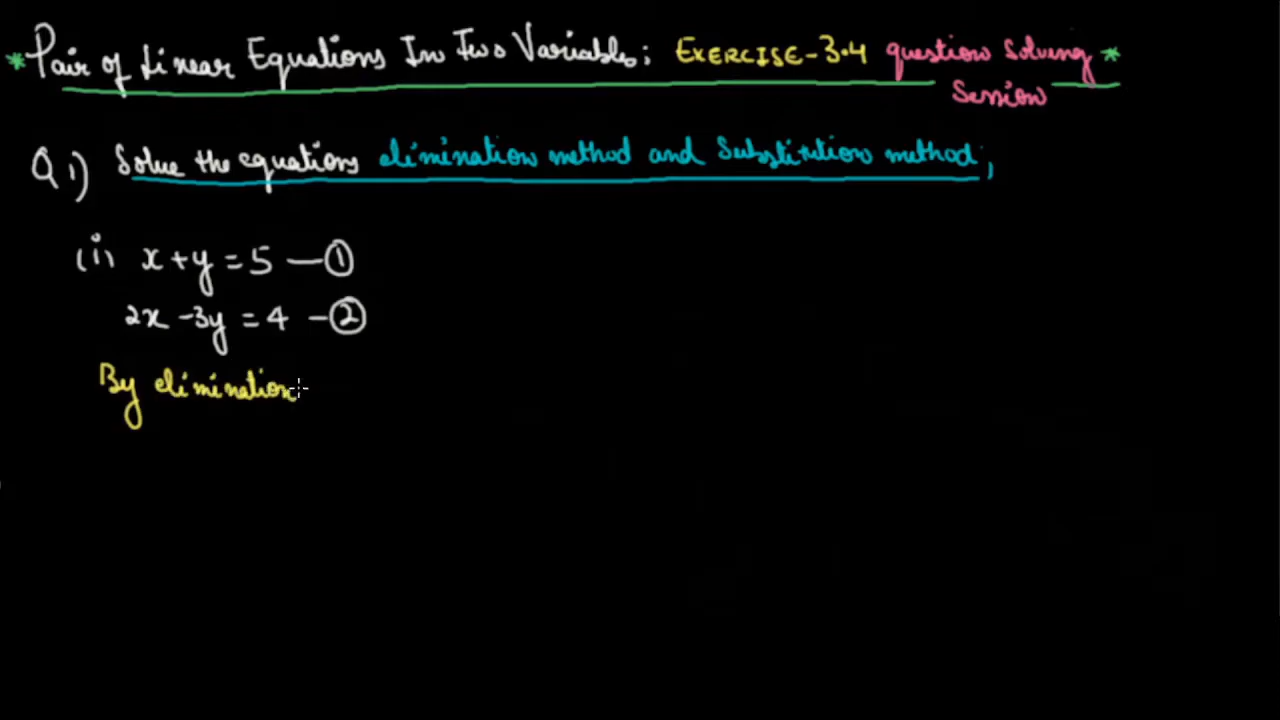 * Pair of Linear Equations In Two Variables; EXERCISE-3.4 question Solving *
Session
Q 1) Solve the equations elimination method and Substitution method,
(i) x + y = 5 — ①
2x - 3y = 4 - ②
By elimination